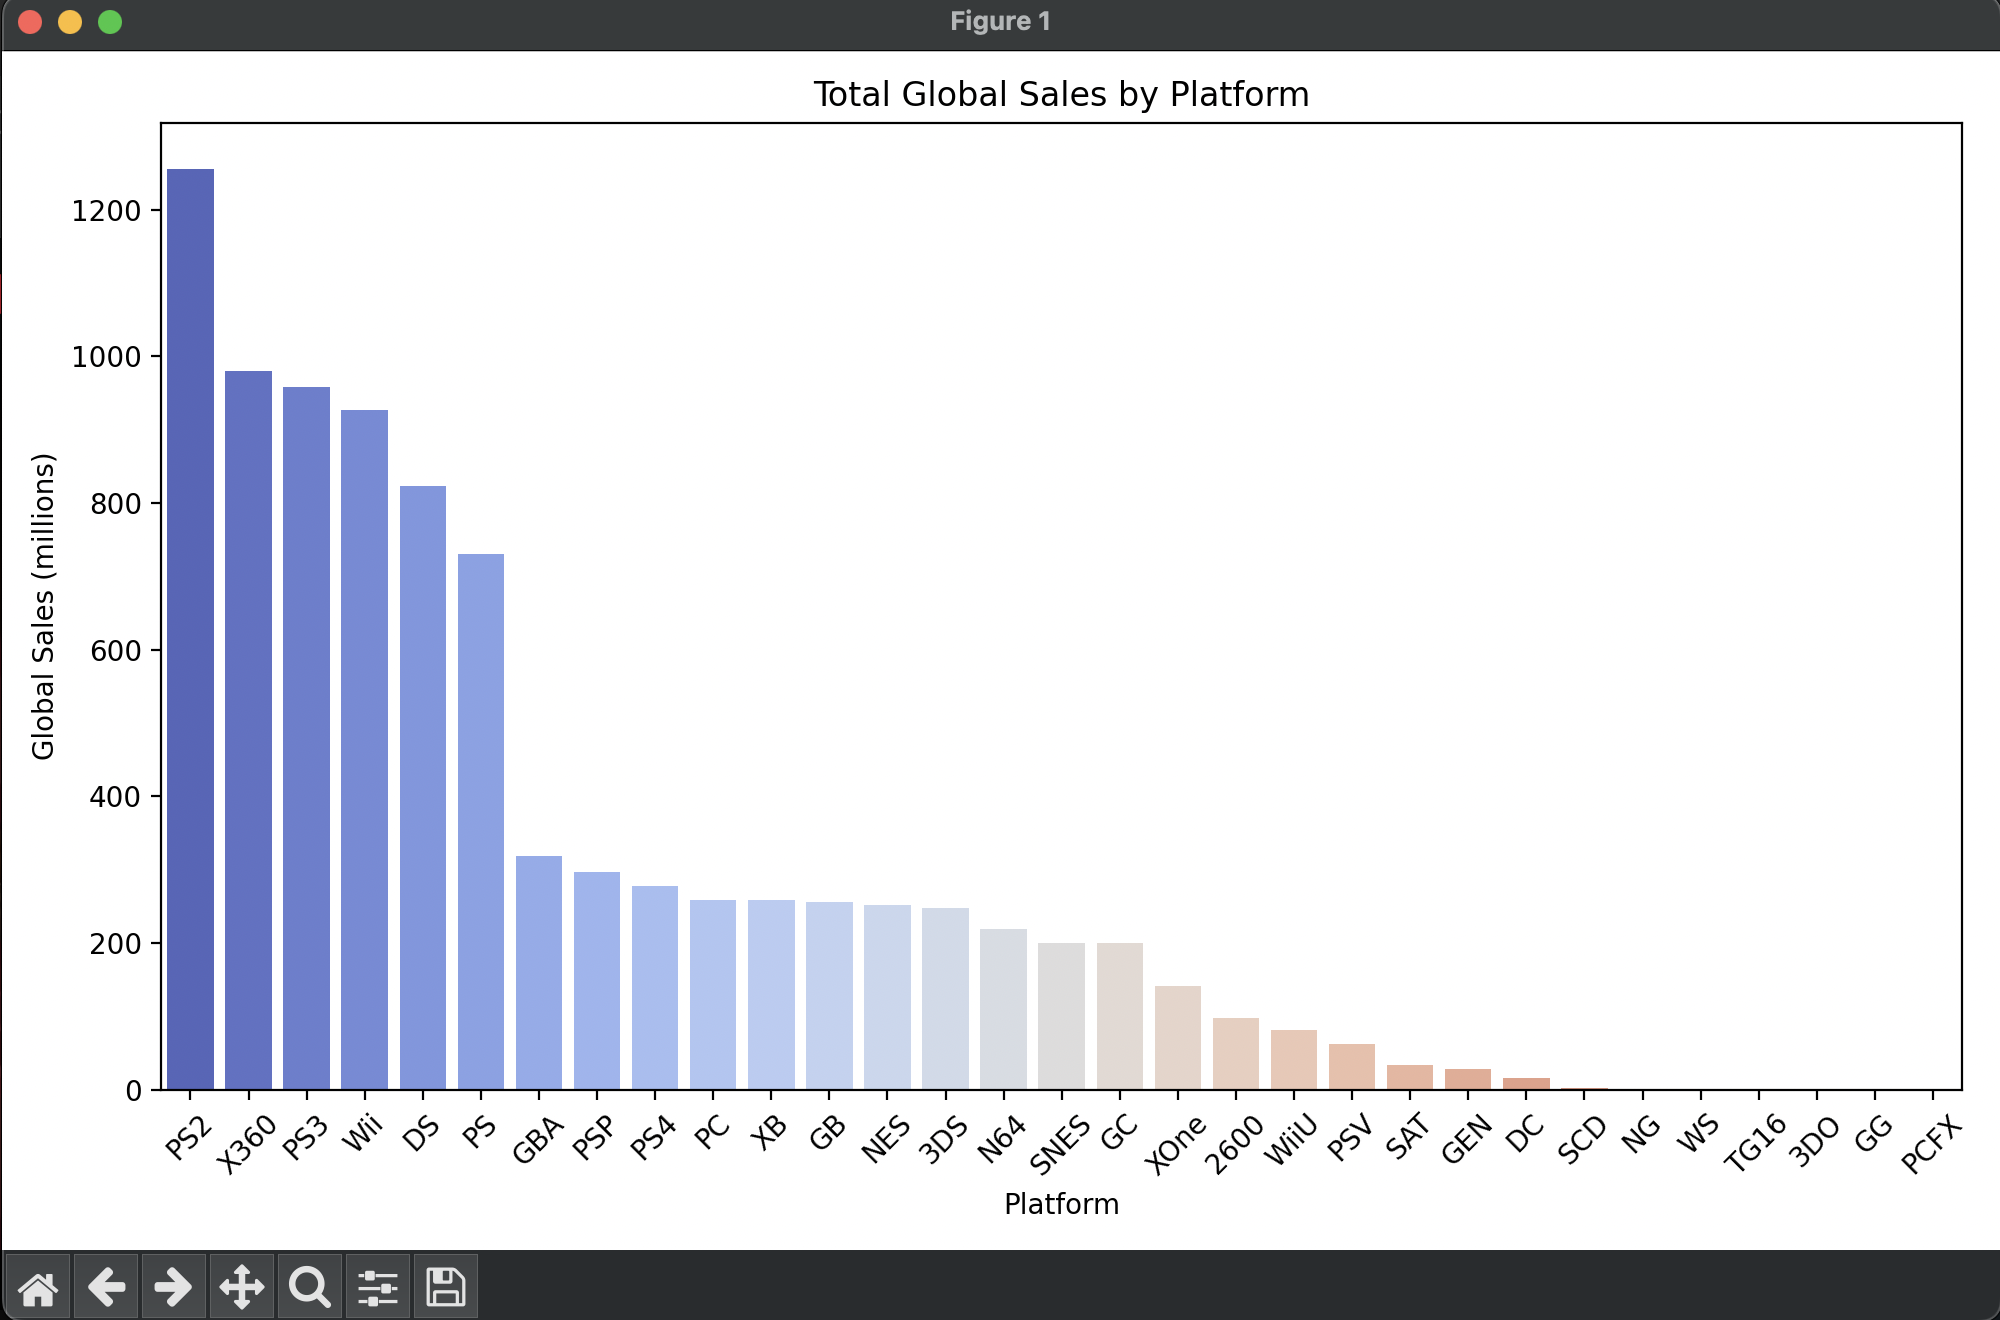 Figure 1
Total Global Sales by Platform
Global Sales (millions)
1200
1000
800
600
400
200
0
PS2 X360 PS3 Wii DS PS GBA PSP PS4 PC XB GB NES 3DS N64 SNES GC XOne 2600 WiiU PSV SAT GEN DC SCD NG WS TG16 3DO GG PCFX
Platform